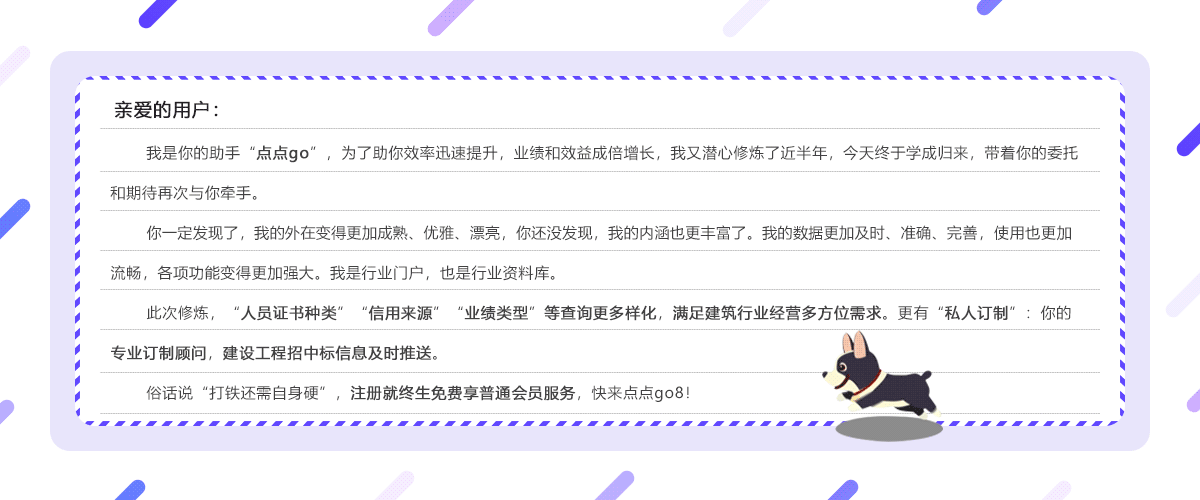 亲爱的用户：
我是你的助手“点点go”，为了助你效率迅速提升，业绩和效益成倍增长，我又潜心修炼了近半年，今天终于学成归来，带着你的委托
和期待再次与你牵手。
你一定发现了，我的外在变得更加成熟、优雅、漂亮，你还没发现，我的内涵也更丰富了。我的数据更加及时、准确、完善，使用也更加
流畅，各项功能变得更加强大。我是行业门户，也是行业资料库。
此次修炼，“人员证书种类”“信用来源”“业绩类型”等查询更多样化，满足建筑行业经营多方位需求。更有“私人订制”：你的
专业订制顾问，建设工程招中标信息及时推送。
俗话说“打铁还需自身硬”，注册就终生免费享普通会员服务，快来点点go8!